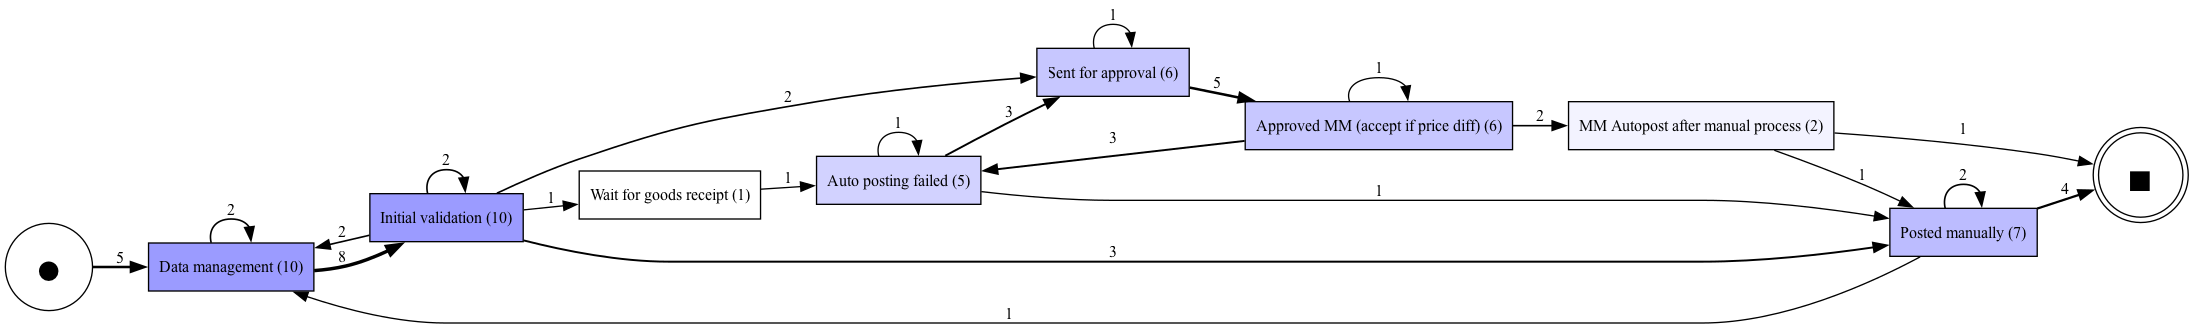 1
Sent for approval (6)
1
2
5
3
1
Approved MM (accept if price diff) (6)
2
MM Autopost after manual process (2)
1
3
1
2
Initial validation (10)
1
Wait for goods receipt (1)
1
Auto posting failed (5)
1
1
2
5
2
Data management (10)
2
8
3
Posted manually (7)
4
1